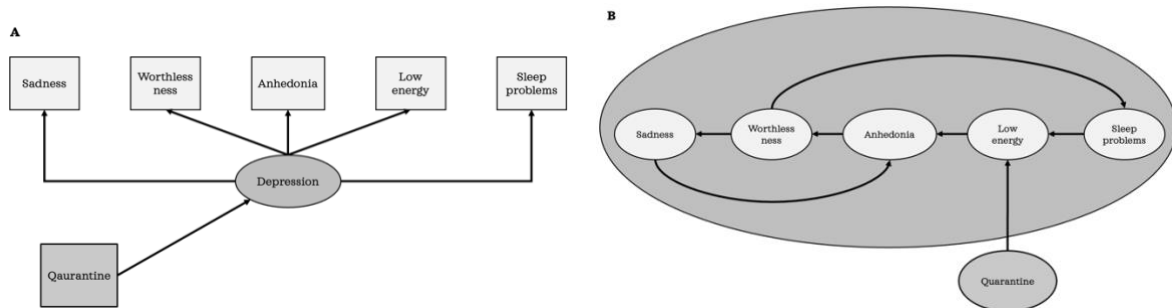 A
Sadness
Worthless
ness
Anhedonia
Low
energy
Sleep
problems
Depression
Qaurantine
B
Sadness
Worthless
ness
Anhedonia
Low
energy
Sleep
problems
Quarantine